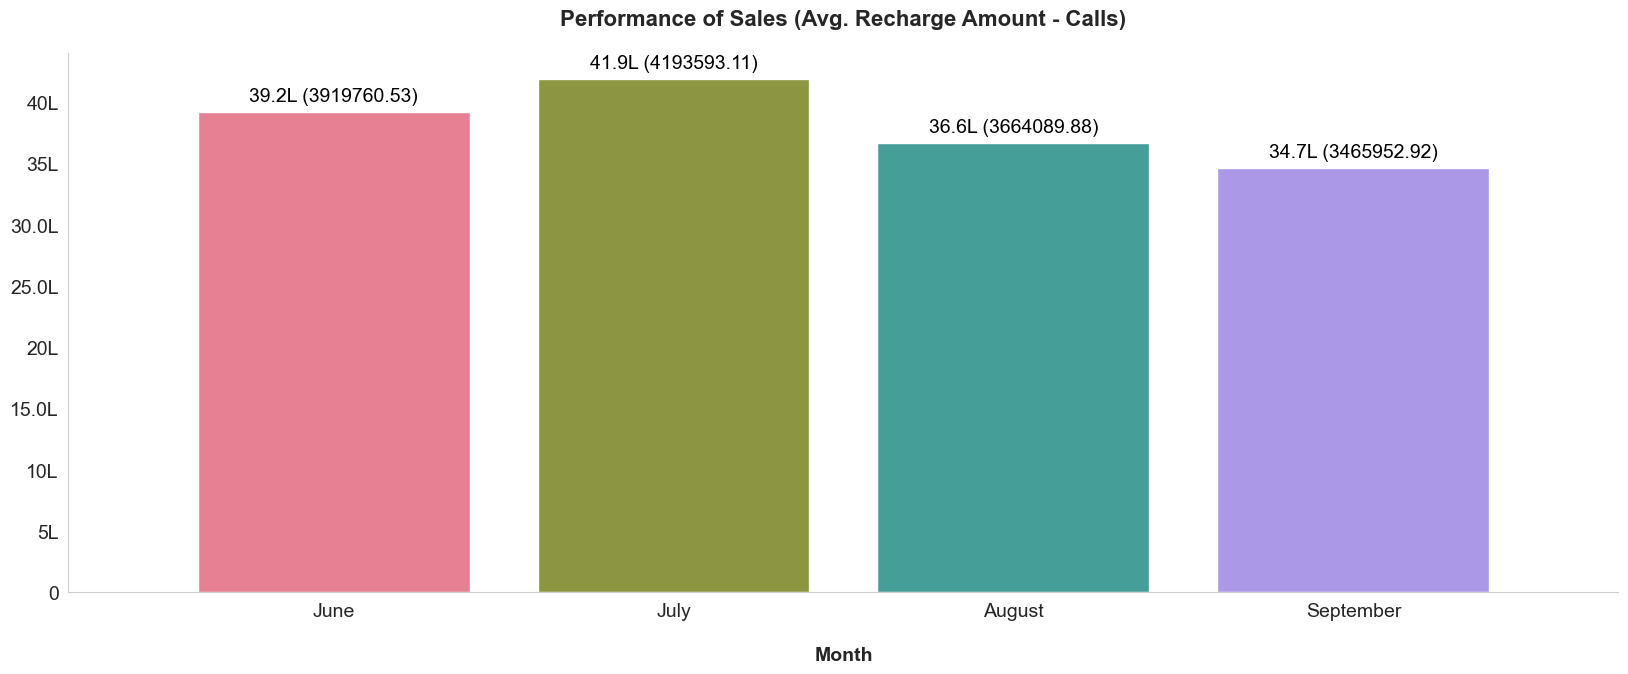 Performance of Sales (Avg. Recharge Amount - Calls)
41.9L (4193593.11)
39.2L (3919760.53)
36.6L (3664089.88)
34.7L (3465952.92)
40L
35L
30.0L
25.0L
20L
15.0L
10L
5L
0
June
July
August
September
Month